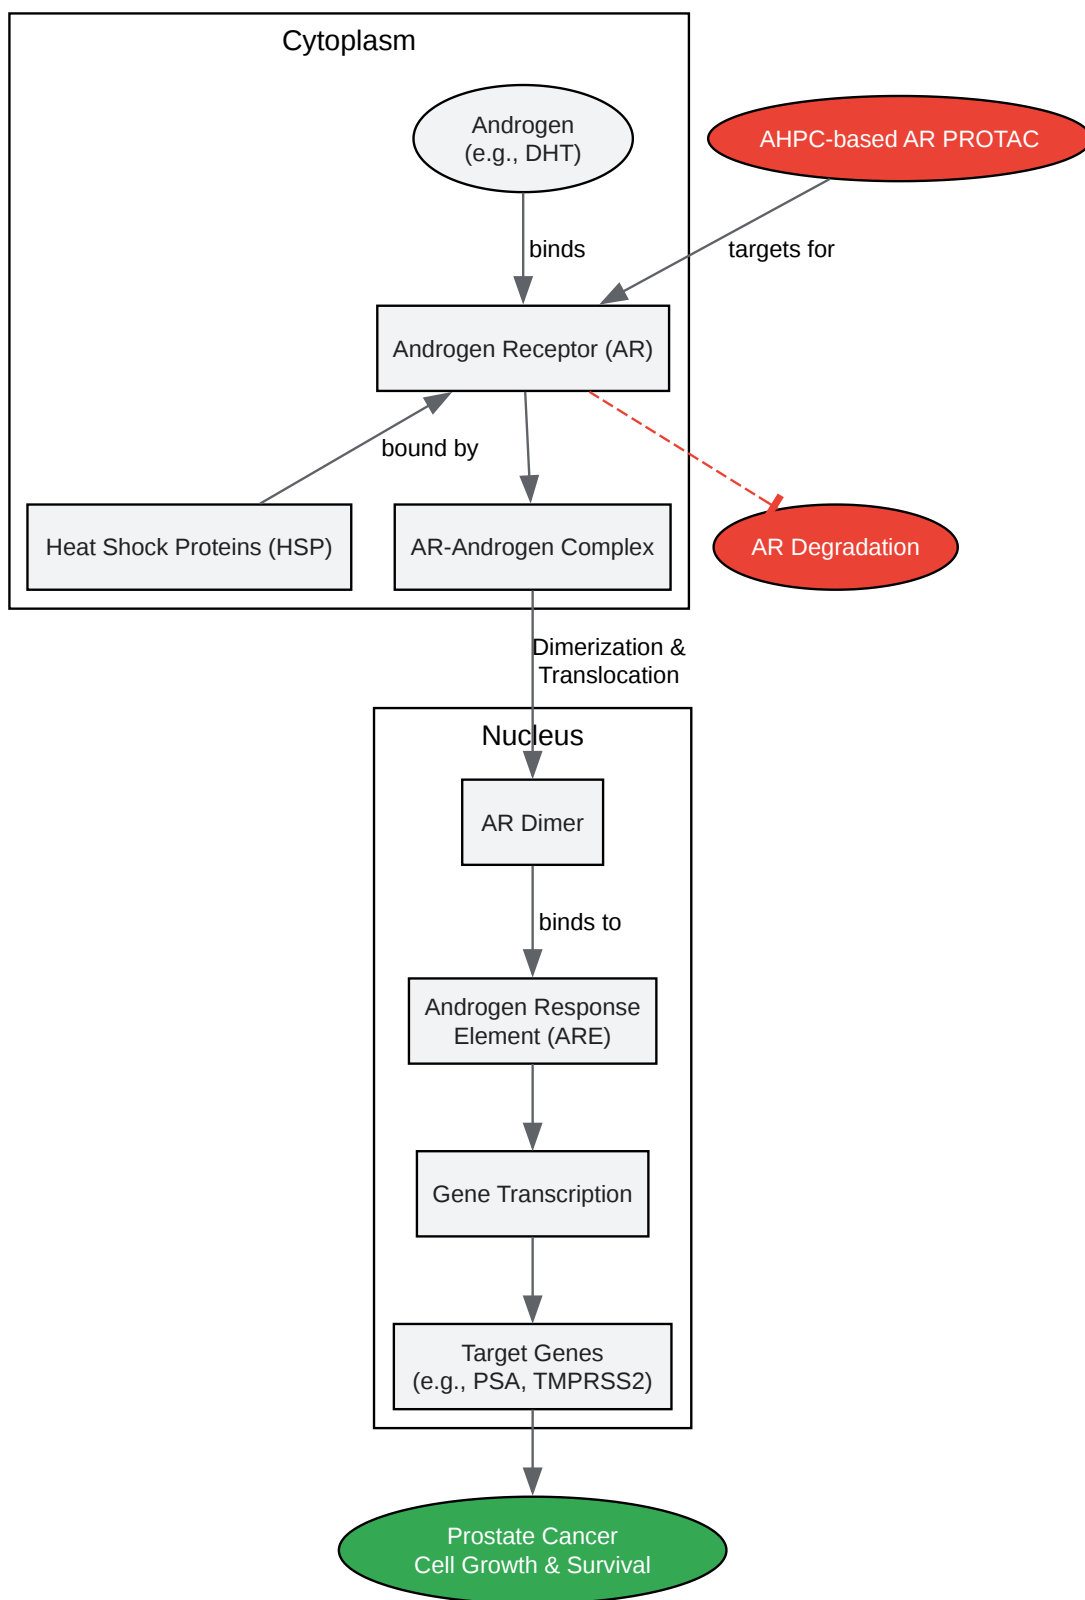 Cytoplasm
Androgen
(e.g., DHT)
AHPC-based AR PROTAC
binds
targets for
Androgen Receptor (AR)
bound by
Heat Shock Proteins (HSP)
AR-Androgen Complex
AR Degradation
Dimerization &
Translocation
Nucleus
AR Dimer
binds to
Androgen Response
Element (ARE)
Gene Transcription
Target Genes
(e.g., PSA, TMPRSS2)
Prostate Cancer
Cell Growth & Survival